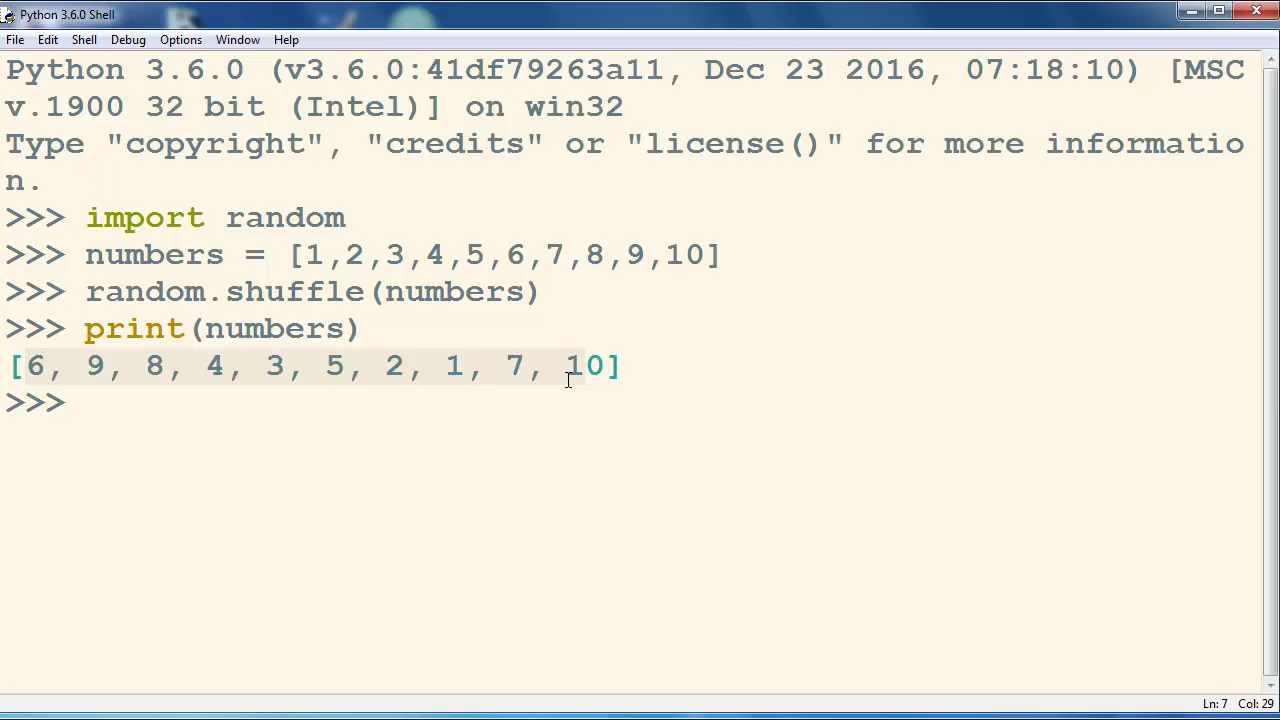 Python 3.6.0 Shell
File Edit Shell Debug Options Window Help
Python 3.6.0 (v3.6.0:41df79263a11, Dec 23 2016, 07:18:10) [MSC
v.1900 32 bit (Intel)] on win32
Type "copyright", "credits" or "license()" for more informatio
n.
>>> import random
>>> numbers = [1,2,3,4,5,6,7,8,9,10]
>>> random.shuffle(numbers)
>>> print(numbers)
[6, 9, 8, 4, 3, 5, 2, 1, 7, 10]
>>>
Ln: 7 Col: 29